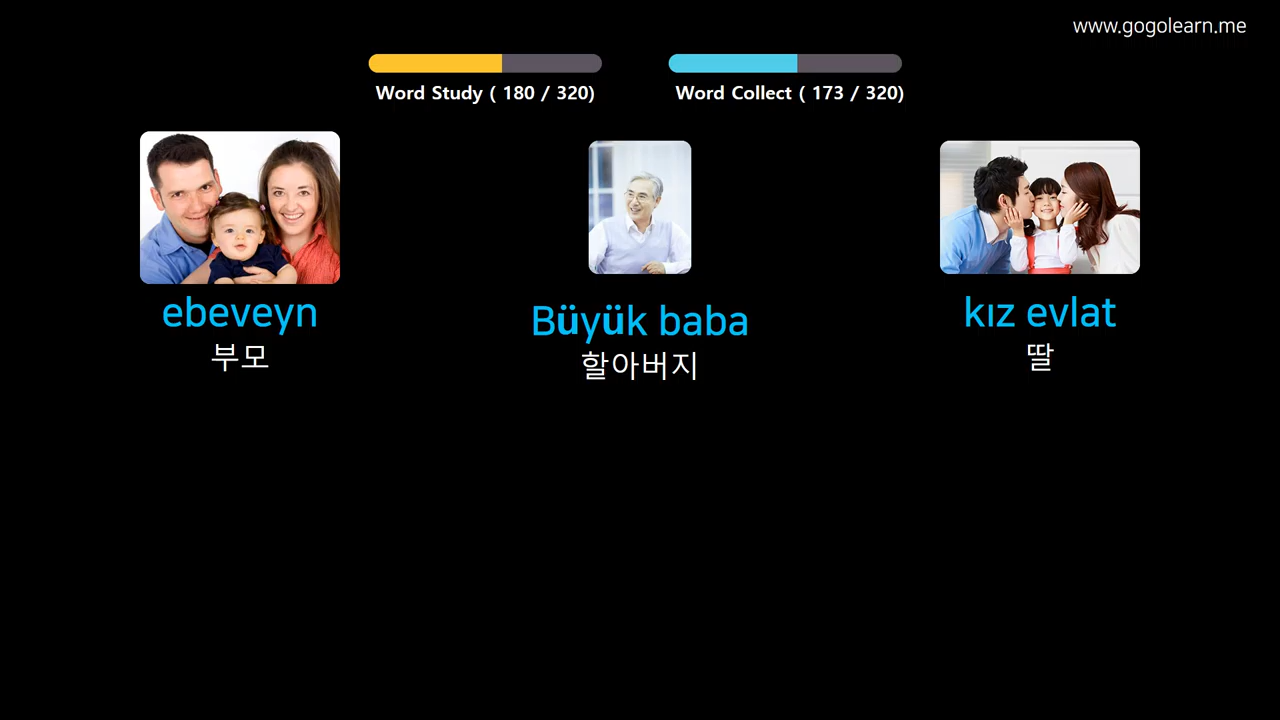 www.gogolearn.me
Word Study ( 180 / 320)
Word Collect ( 173 / 320)
ebeveyn
부모
Büyük baba
할아버지
kız evlat
딸